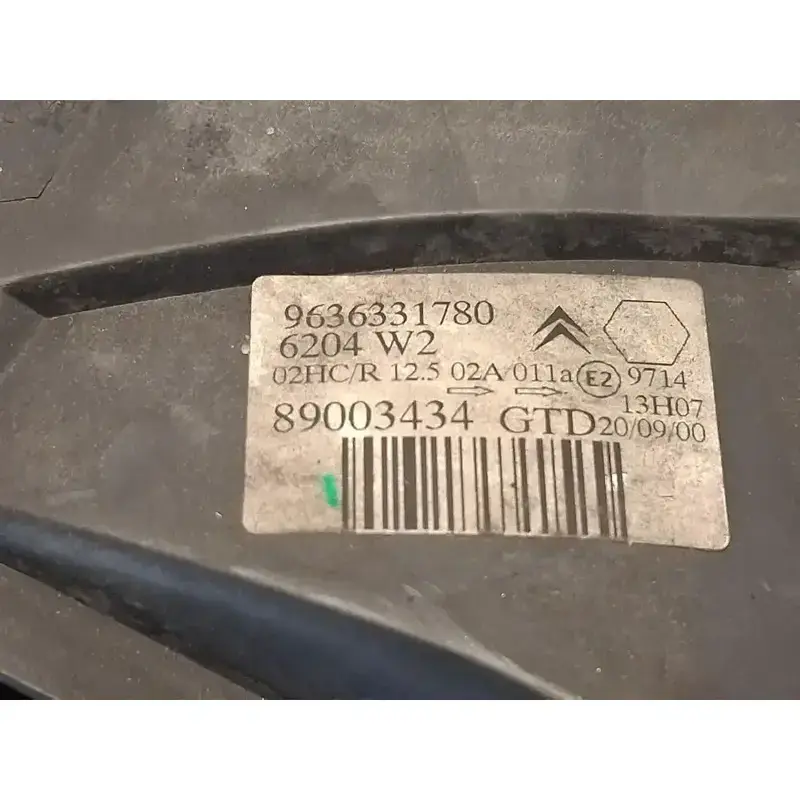 9636331780
6204 W2
02HC/R 12.5 02A/011a E2 9714
13H07
89003434 GTD 20/09/00